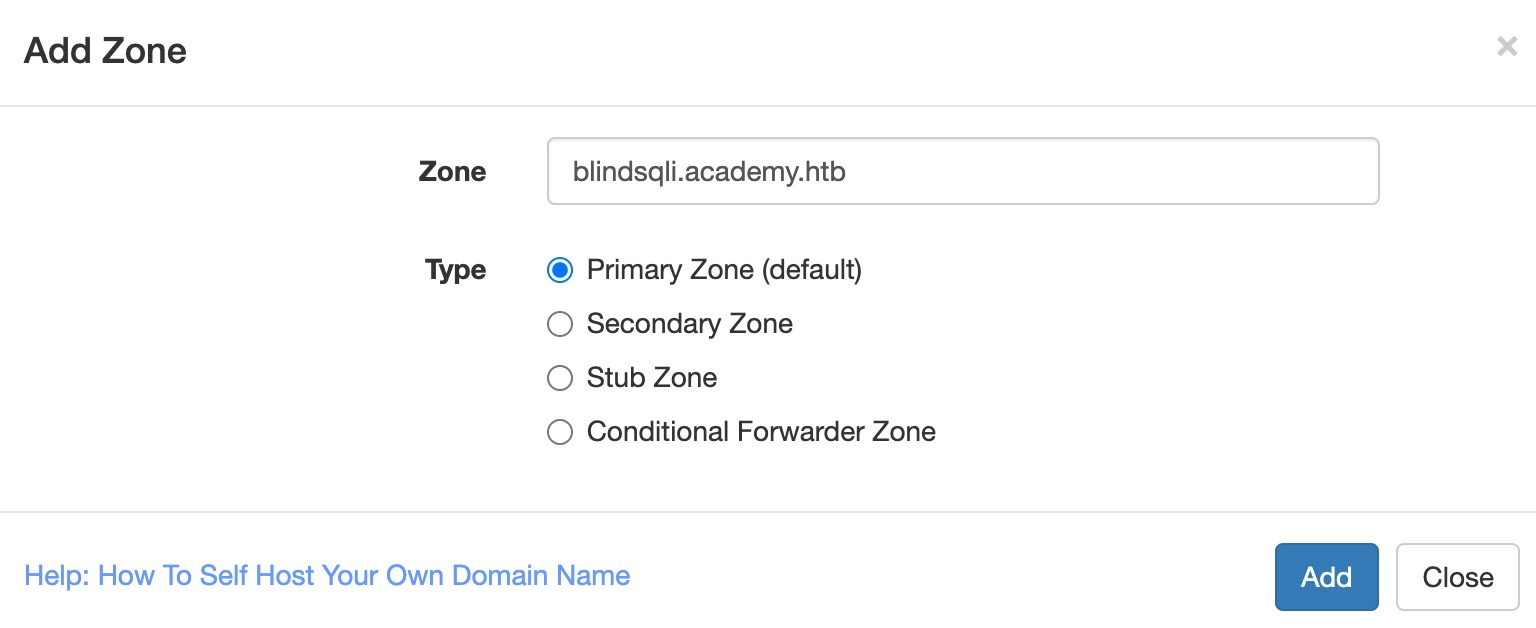 Add Zone
×
Zone
blindsqli.academy.htb
Type
Primary Zone (default)
Secondary Zone
Stub Zone
Conditional Forwarder Zone
Help: How To Self Host Your Own Domain Name
Add
Close